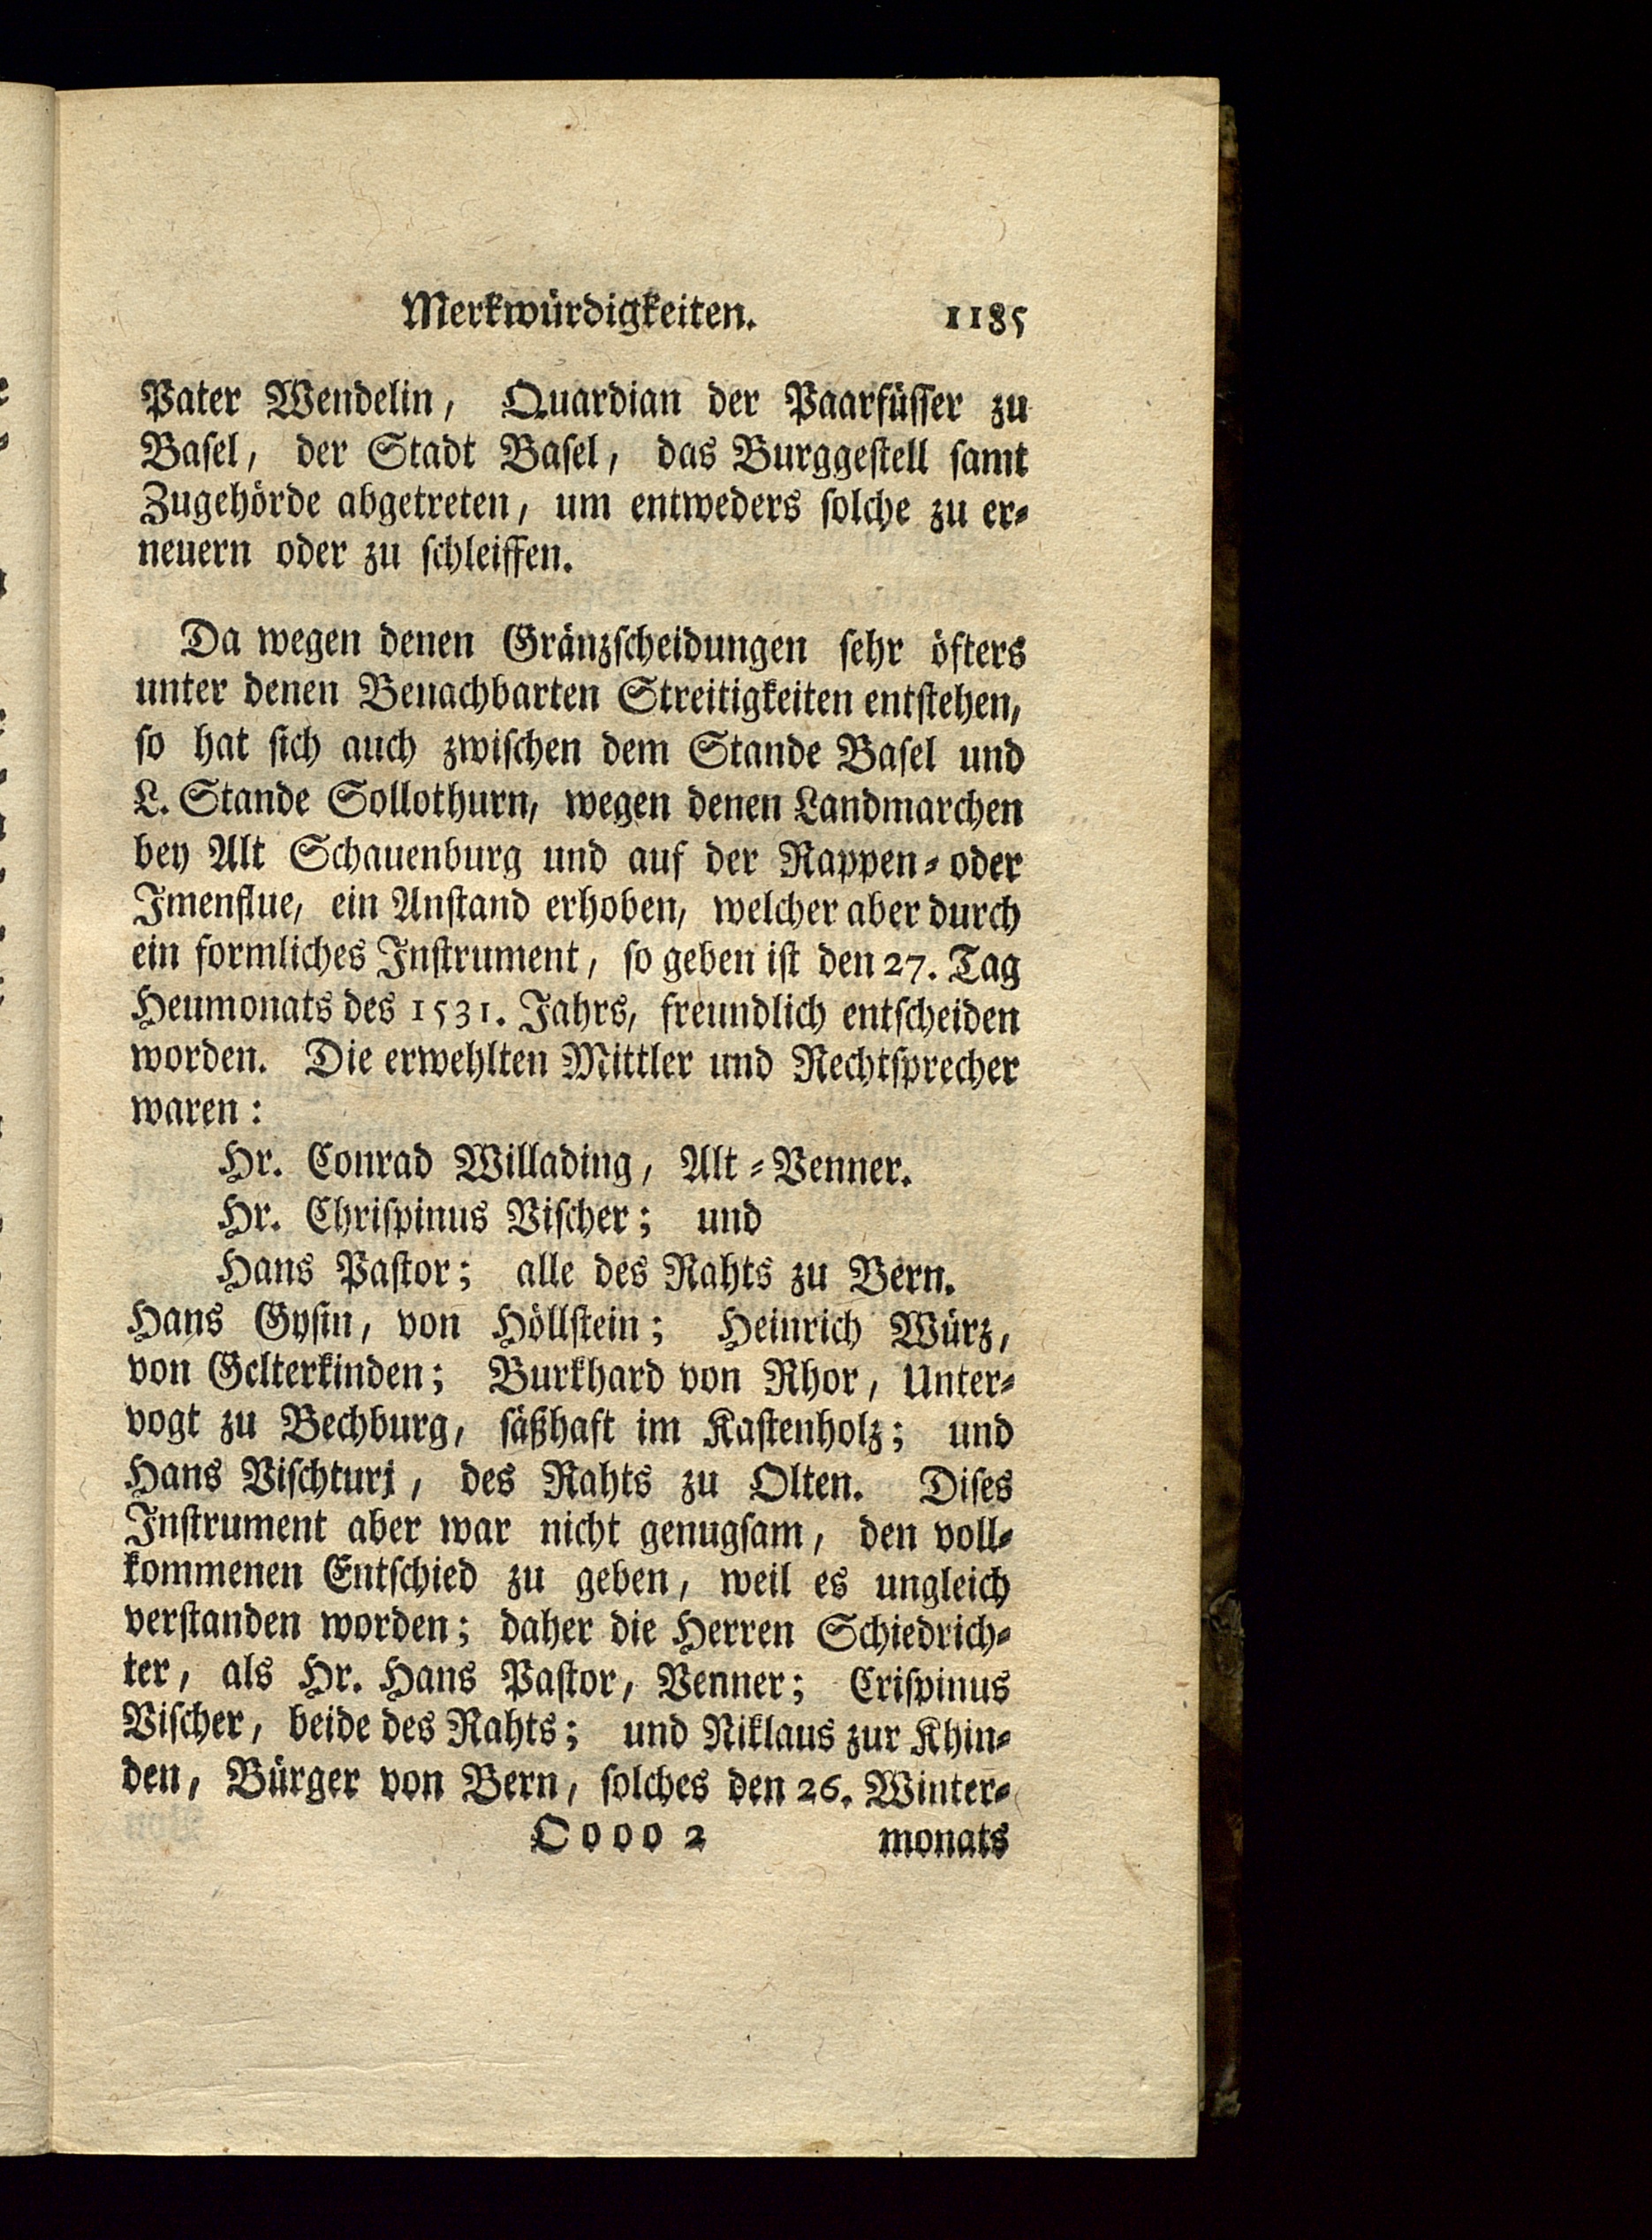 Merkwürdigkeiten. 1185
Pater Wendelin, Quardian der Paarfüsser zu
Basel, der Stadt Basel, das Burggestell samt
Zugehörde abgetreten, um entweders solche zu er-
neuern oder zu schleiffen.
Da wegen denen Gränzscheidungen sehr öfters
unter denen Benachbarten Streitigkeiten entstehen,
so hat sich auch zwischen dem Stande Basel und
L. Stande Sollothurn, wegen denen Landmarchen
bey Alt Schauenburg und auf der Rappen- oder
Imenflue, ein Anstand erhoben, welcher aber durch
ein formliches Instrument, so geben ist den 27. Tag
Heumonats des 1531. Jahrs, freundlich entscheiden
worden. Die erwehlten Mittler und Rechtsprecher
waren:
Hr. Conrad Willading, Alt-Venner.
Hr. Chrispinus Vischer; und
Hans Pastor; alle des Rahts zu Bern.
Hans Gysin, von Höllstein; Heinrich Würz,
von Gelterkinden; Burkhard von Rhor, Unter-
vogt zu Bechburg, säßhaft im Kastenholz; und
Hans Vischturj, des Rahts zu Olten. Dises
Instrument aber war nicht genugsam, den voll-
kommenen Entschied zu geben, weil es ungleich
verstanden worden; daher die Herren Schiedrich-
ter, als Hr. Hans Pastor, Venner; Crispinus
Vischer, beide des Rahts; und Niklaus zur Khin-
den, Bürger von Bern, solches den 26. Winter-
Oooo 2 monats